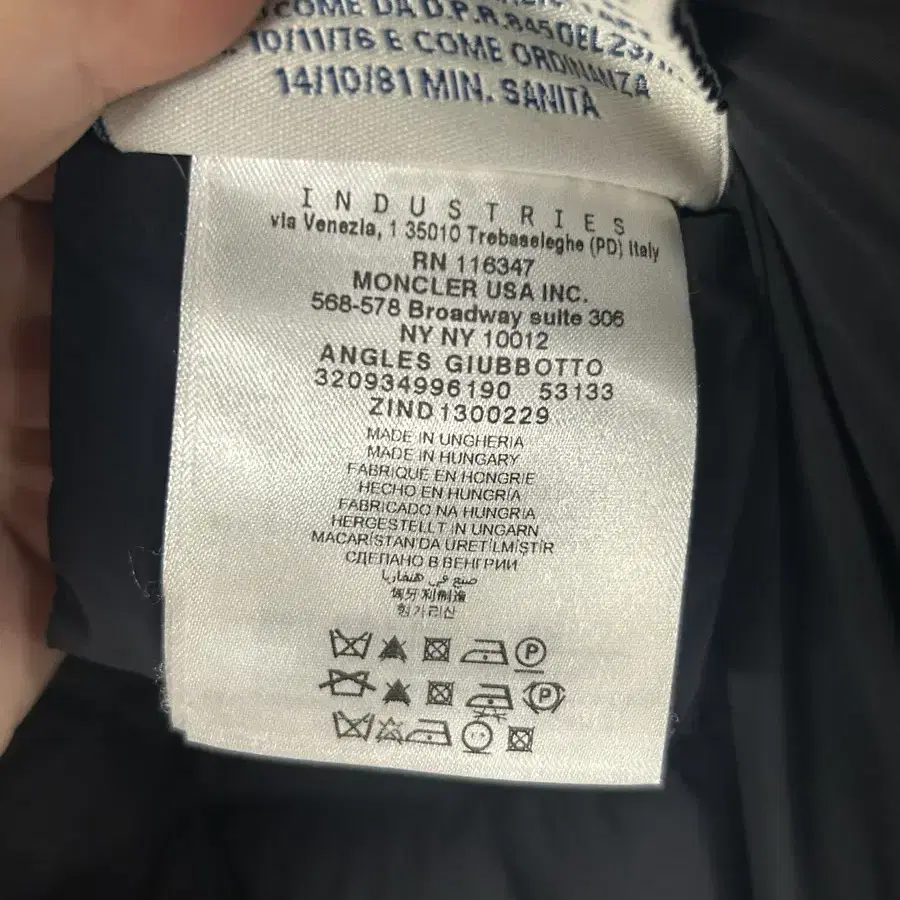 COME DA D.P.R. 845 DEL 23/
10/11/76 E COME ORDINANZA
14/10/81 MIN. SANITÀ
INDUSTRIES
via Venezia, 1 35010 Trebaseleghe (PD) Italy
RN 116347
MONCLER USA INC.
568-578 Broadway suite 306
NY NY 10012
ANGLES GIUBBOTTO
320934996190 53133
ZIND1300229
MADE IN UNGHERIA
MADE IN HUNGARY
FABRIQUE EN HONGRIE
HECHO EN HUNGRÍA
FABRICADO NA HUNGRIA
HERGESTELLT IN UNGARN
MACARİSTAN'DA ÜRETİLMİŞTİR
СДЕЛАНО В ВЕНГРИИ
صنع في هنغاريا
匈牙利制造
헝가리산
P
P